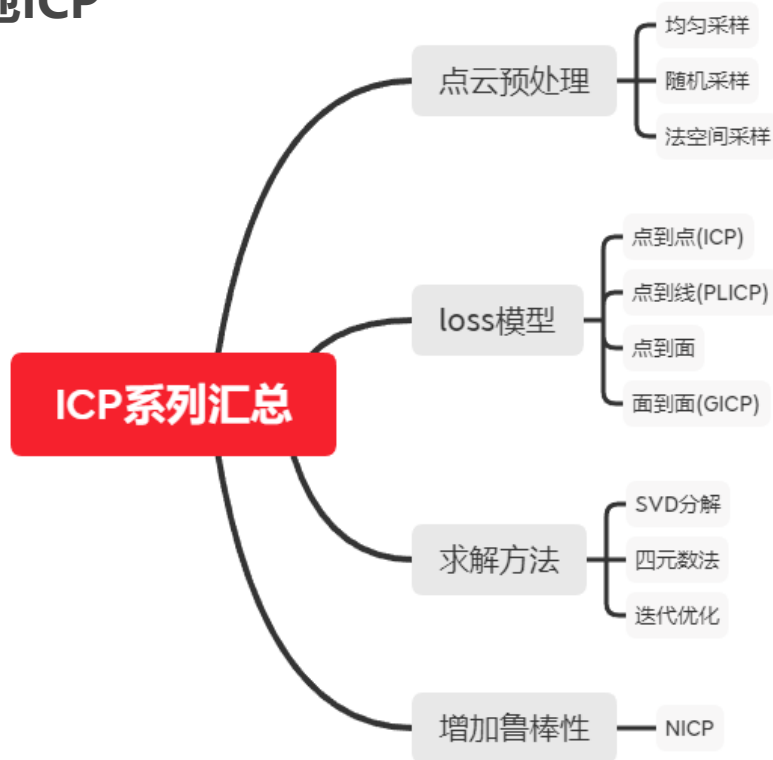 ICP
点云预处理
均匀采样
随机采样
法空间采样
loss模型
点到点(ICP)
点到线(PLICP)
点到面
面到面(GICP)
ICP系列汇总
求解方法
SVD分解
四元数法
迭代优化
增加鲁棒性
NICP